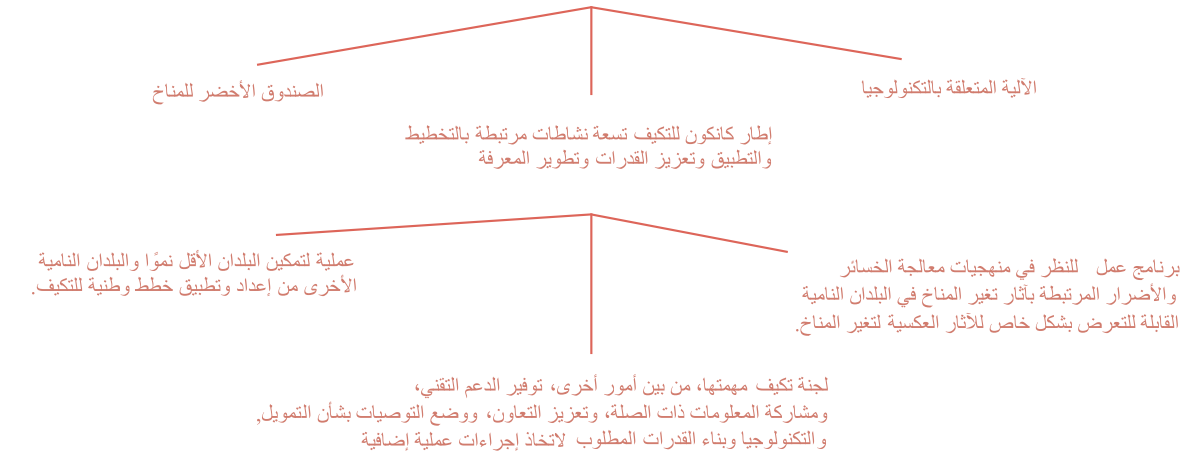 الآلية المتعلقة بالتكنولوجيا
الصندوق الأخضر للمناخ
إطار كانكون للتكيف تسعة نشاطات مرتبطة بالتخطيط
والتطبيق وتعزيز القدرات وتطوير المعرفة
برنامج عمل للنظر في منهجيات معالجة الخسائر
والأضرار المرتبطة بآثار تغير المناخ في البلدان النامية
القابلة للتعرض بشكل خاص للآثار العكسية لتغير المناخ.
عملية لتمكين البلدان الأقل نموًا والبلدان النامية
الأخرى من إعداد وتطبيق خطط وطنية للتكيف.
لجنة تكيف مهمتها، من بين أمور أخرى، توفير الدعم التقني،
ومشاركة المعلومات ذات الصلة، وتعزيز التعاون، ووضع التوصيات بشأن التمويل,
والتكنولوجيا وبناء القدرات المطلوب لاتخاذ إجراءات عملية إضافية